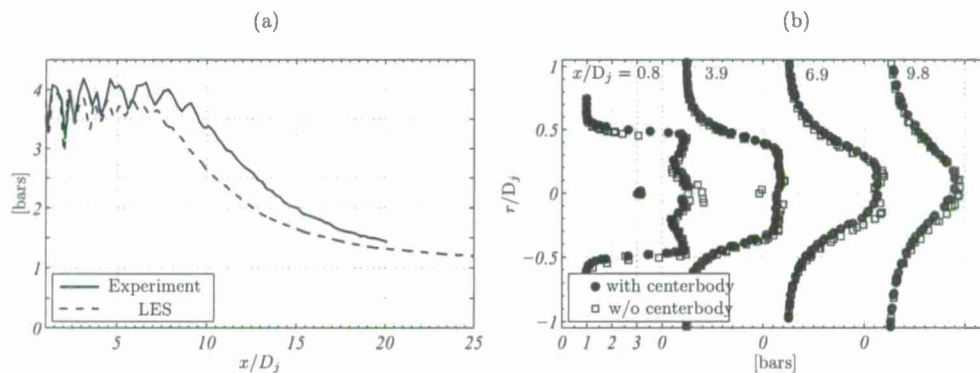 (a)
(b)
[bars]
4
3
2
1
0
5
10
15
20
25
x/D_j
Experiment
LES
r/D_j
1
0.5
0
−0.5
−1
x/D_j = 0.8
3.9
6.9
9.8
with centerbody
w/o centerbody
0 1 2 3 0 0 0
[bars]